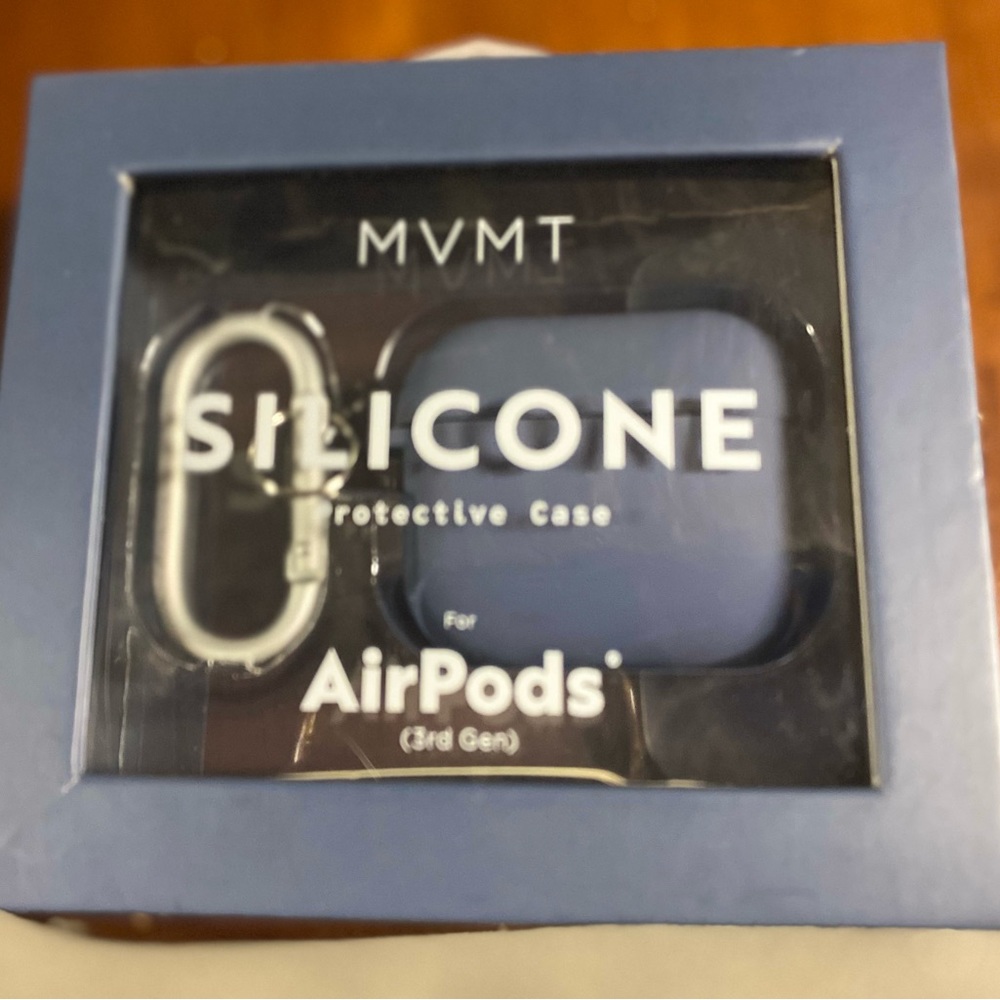 MVMT
SILICONE
Protective Case
For
AirPods®
(3rd Gen)